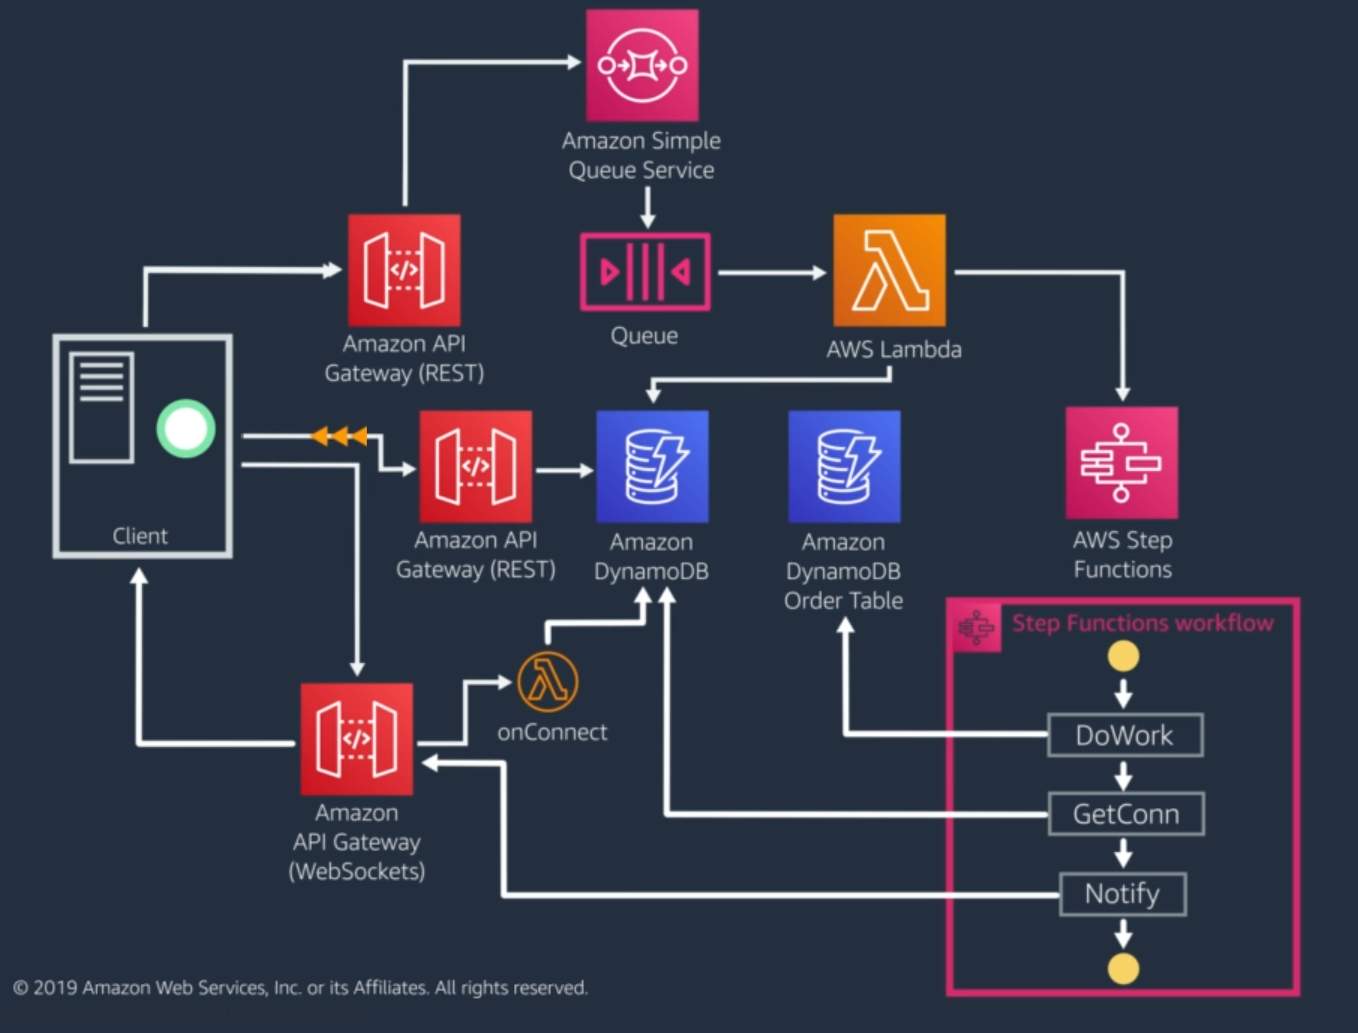 Amazon Simple
Queue Service
Amazon API
Gateway (REST)
Queue
AWS Lambda
Client
Amazon API
Gateway (REST)
Amazon
DynamoDB
Amazon
DynamoDB
Order Table
AWS Step
Functions
Step Functions workflow
onConnect
DoWork
GetConn
Notify
Amazon
API Gateway
(WebSockets)
© 2019 Amazon Web Services, Inc. or its Affiliates. All rights reserved.